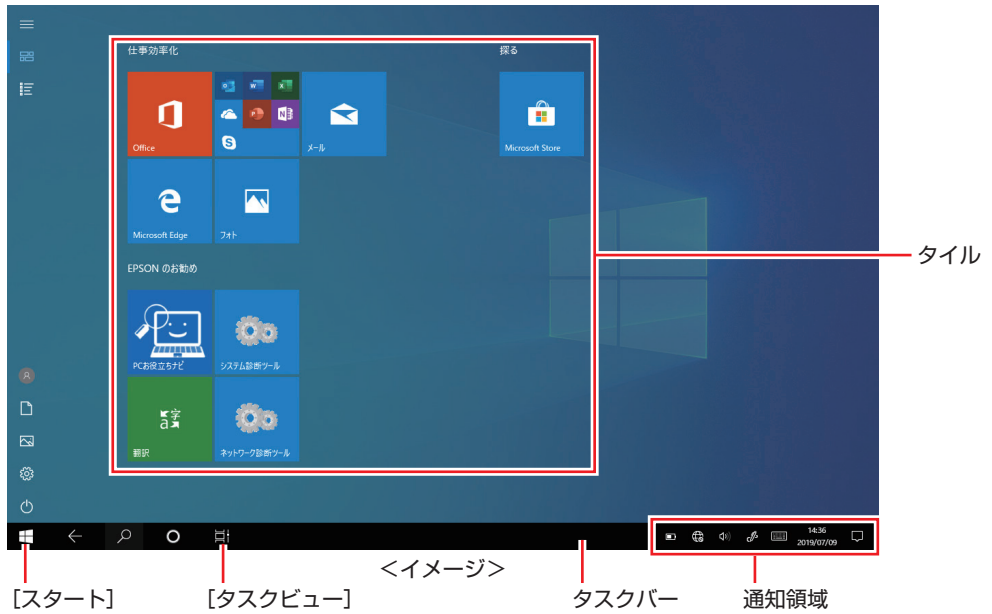 仕事効率化
探る
Office
メール
Microsoft Store
Microsoft Edge
フォト
タイル
EPSON のお勧め
PCお役立ちナビ
システム診断ツール
字
a
翻訳
ネットワーク診断ツール
14:36
2019/07/09
＜イメージ＞
［スタート］
［タスクビュー］
タスクバー
通知領域